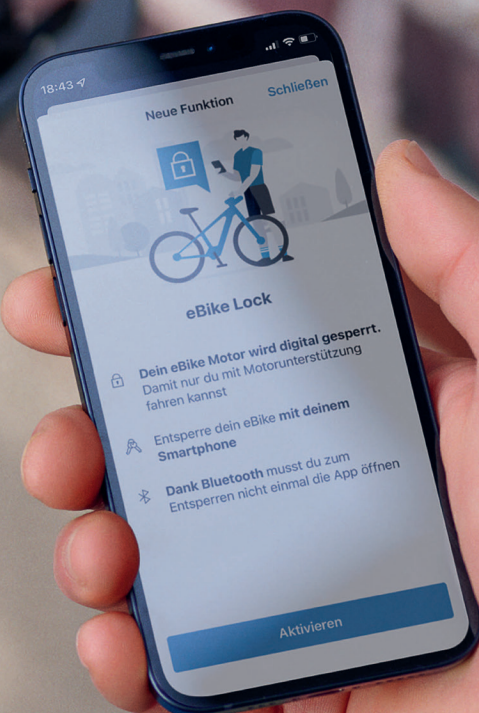 18:43
Schließen
Neue Funktion
eBike Lock
Dein eBike Motor wird digital gesperrt.
Damit nur du mit Motorunterstützung
fahren kannst
Entsperre dein eBike mit deinem
Smartphone
Dank Bluetooth musst du zum
Entsperren nicht einmal die App öffnen
Aktivieren